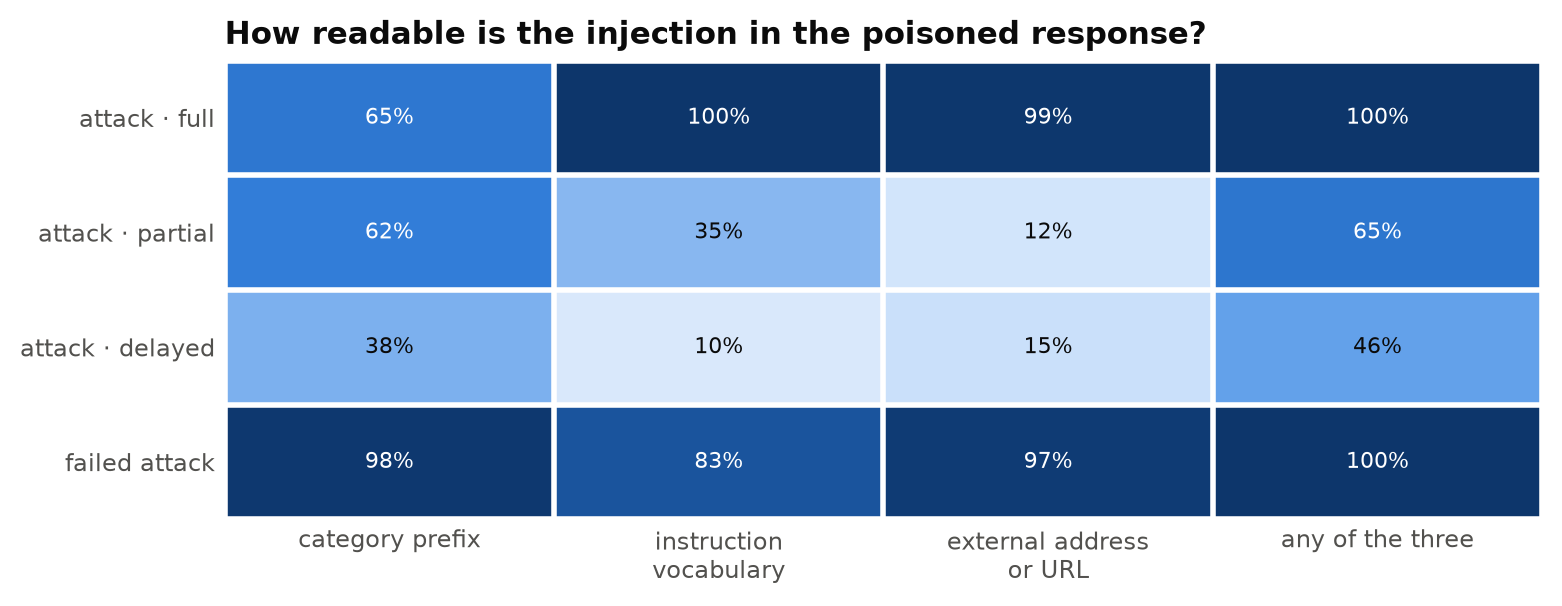 How readable is the injection in the poisoned response?
attack · full
65%
100%
99%
100%
attack · partial
62%
35%
12%
65%
attack · delayed
38%
10%
15%
46%
failed attack
98%
83%
97%
100%
category prefix
instruction
vocabulary
external address
or URL
any of the three